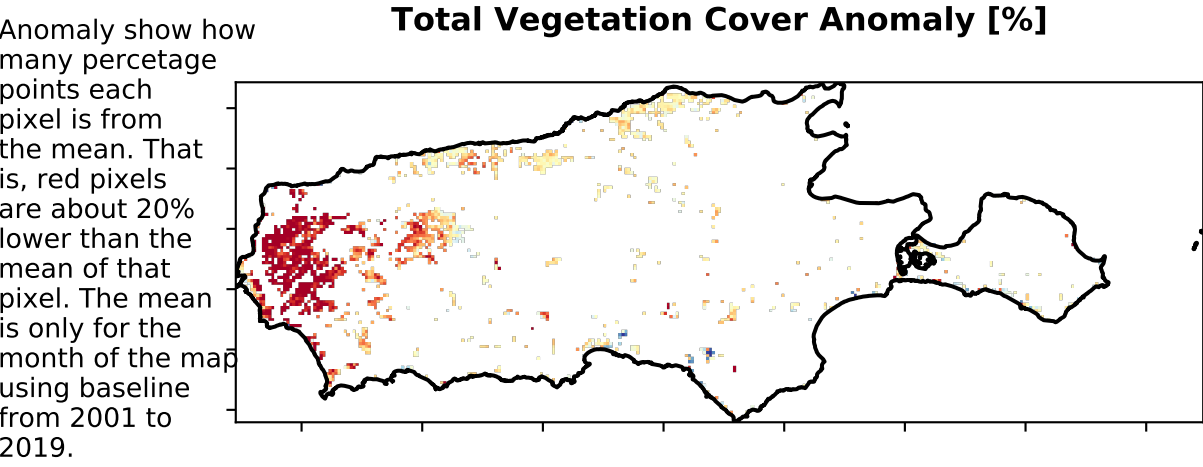 Total Vegetation Cover Anomaly [%]
Anomaly show how
many percetage
points each
pixel is from
the mean. That
is, red pixels
are about 20%
lower than the
mean of that
pixel. The mean
is only for the
month of the map
using baseline
from 2001 to
2019.